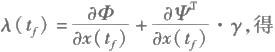 λ(t_f) = ∂Φ/∂x(t_f) + ∂Ψ^T/∂x(t_f) · γ, 得